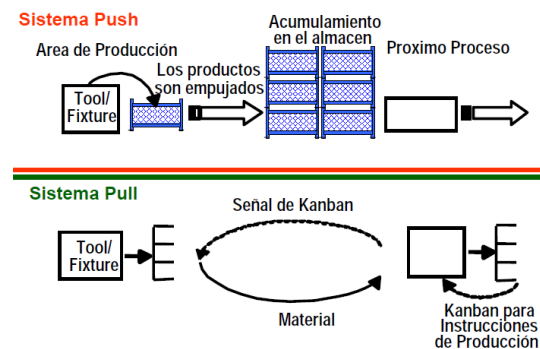 Sistema Push
Acumulamiento
en el almacen
Area de Producción
Proximo Proceso
Los productos
son empujados
Tool/
Fixture
Sistema Pull
Señal de Kanban
Tool/
Fixture
Material
Kanban para
Instrucciones
de Producción